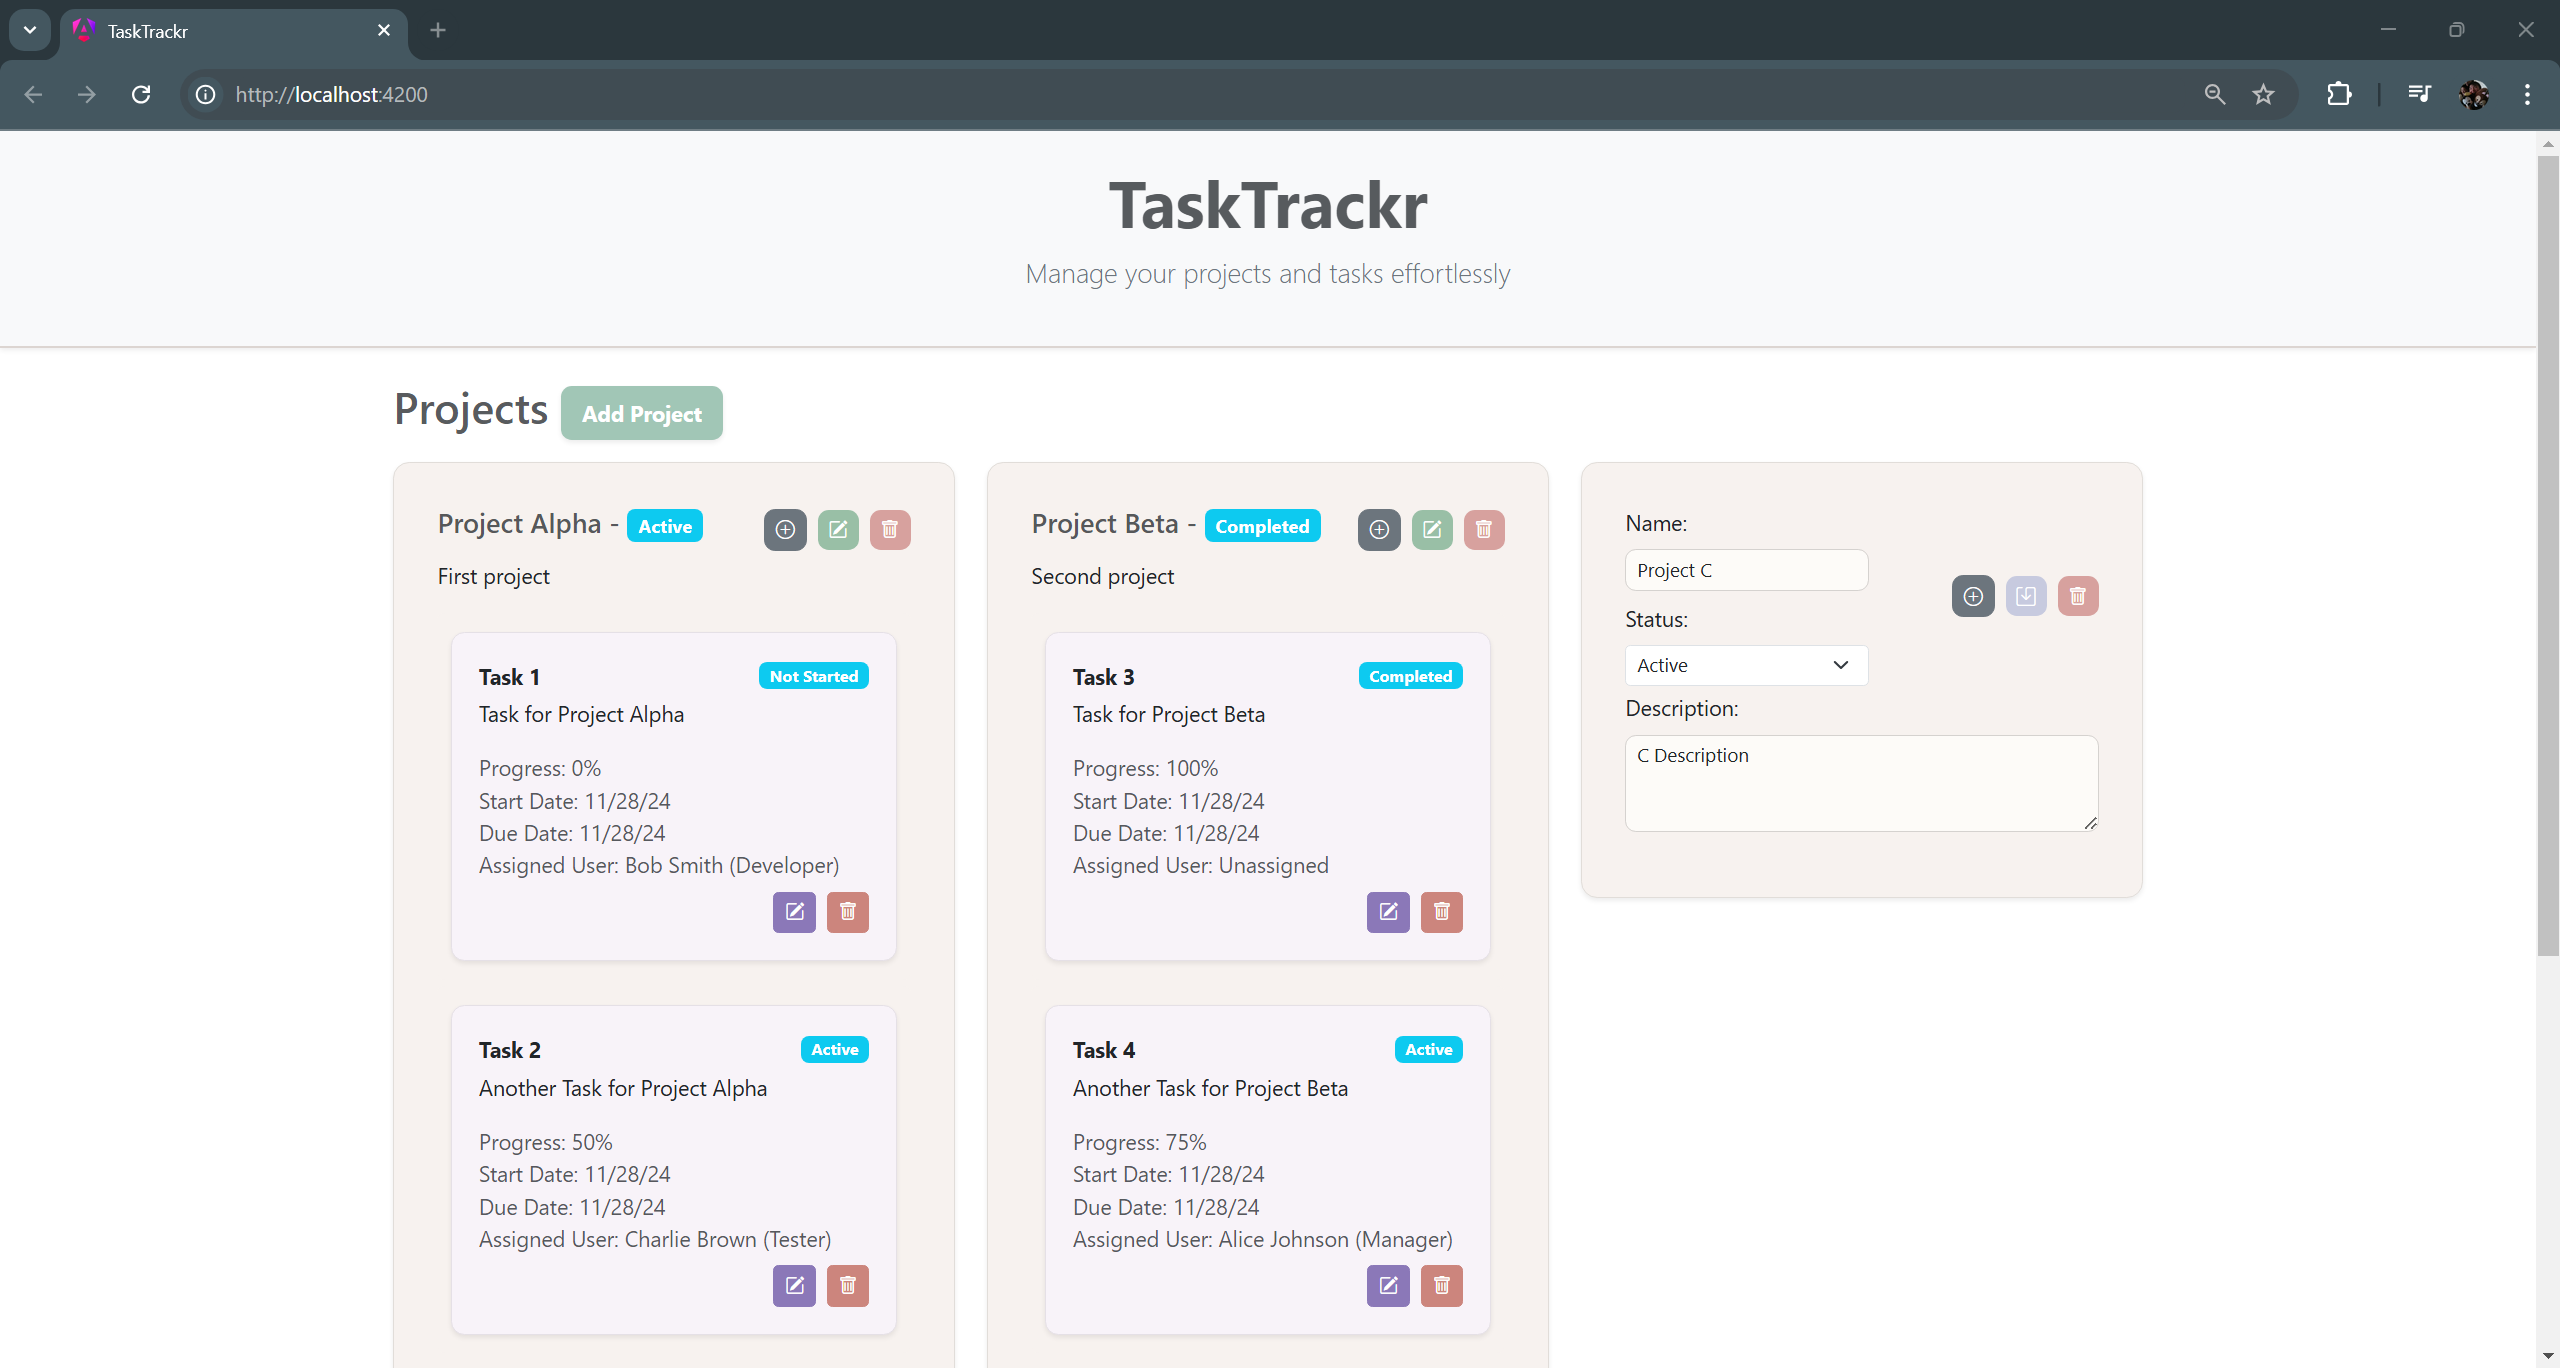 TaskTrackr
http://localhost:4200
TaskTrackr
Manage your projects and tasks effortlessly
Projects
Add Project
Project Alpha - Active
First project
Task 1
Not Started
Task for Project Alpha
Progress: 0%
Start Date: 11/28/24
Due Date: 11/28/24
Assigned User: Bob Smith (Developer)
Task 2
Active
Another Task for Project Alpha
Progress: 50%
Start Date: 11/28/24
Due Date: 11/28/24
Assigned User: Charlie Brown (Tester)
Project Beta - Completed
Second project
Task 3
Completed
Task for Project Beta
Progress: 100%
Start Date: 11/28/24
Due Date: 11/28/24
Assigned User: Unassigned
Task 4
Active
Another Task for Project Beta
Progress: 75%
Start Date: 11/28/24
Due Date: 11/28/24
Assigned User: Alice Johnson (Manager)
Name:
Project C
Status:
Active
Description:
C Description